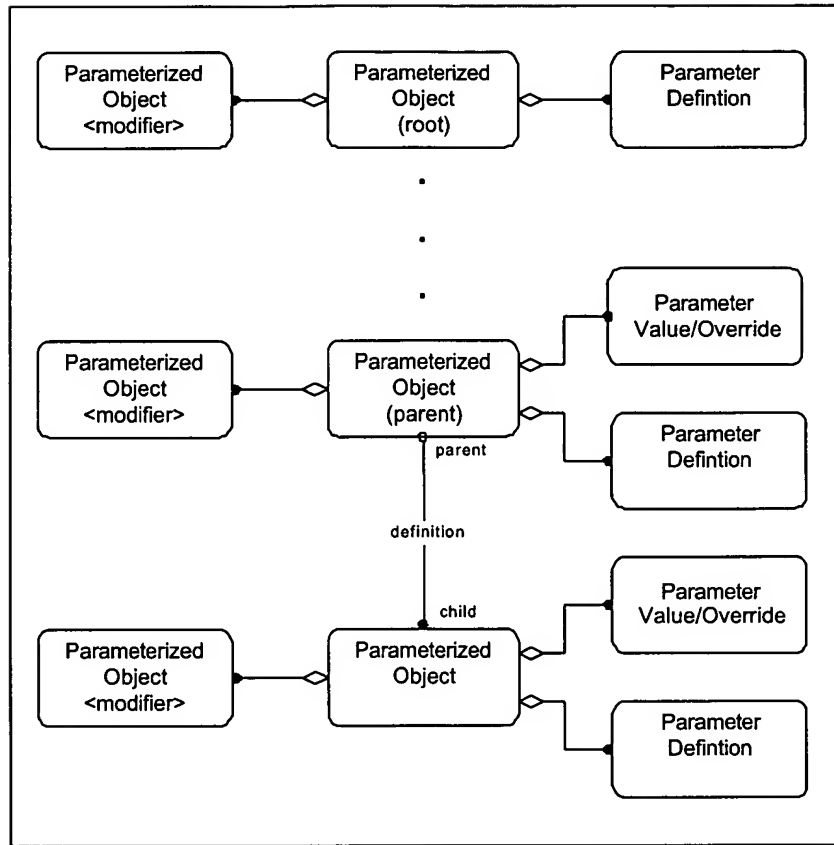 Parameterized
Object
<modifier>
Parameterized
Object
(root)
Parameter
Defintion
Parameter
Value/Override
Parameterized
Object
<modifier>
Parameterized
Object
(parent)
Parameter
Defintion
parent
definition
child
Parameter
Value/Override
Parameterized
Object
<modifier>
Parameterized
Object
Parameter
Defintion